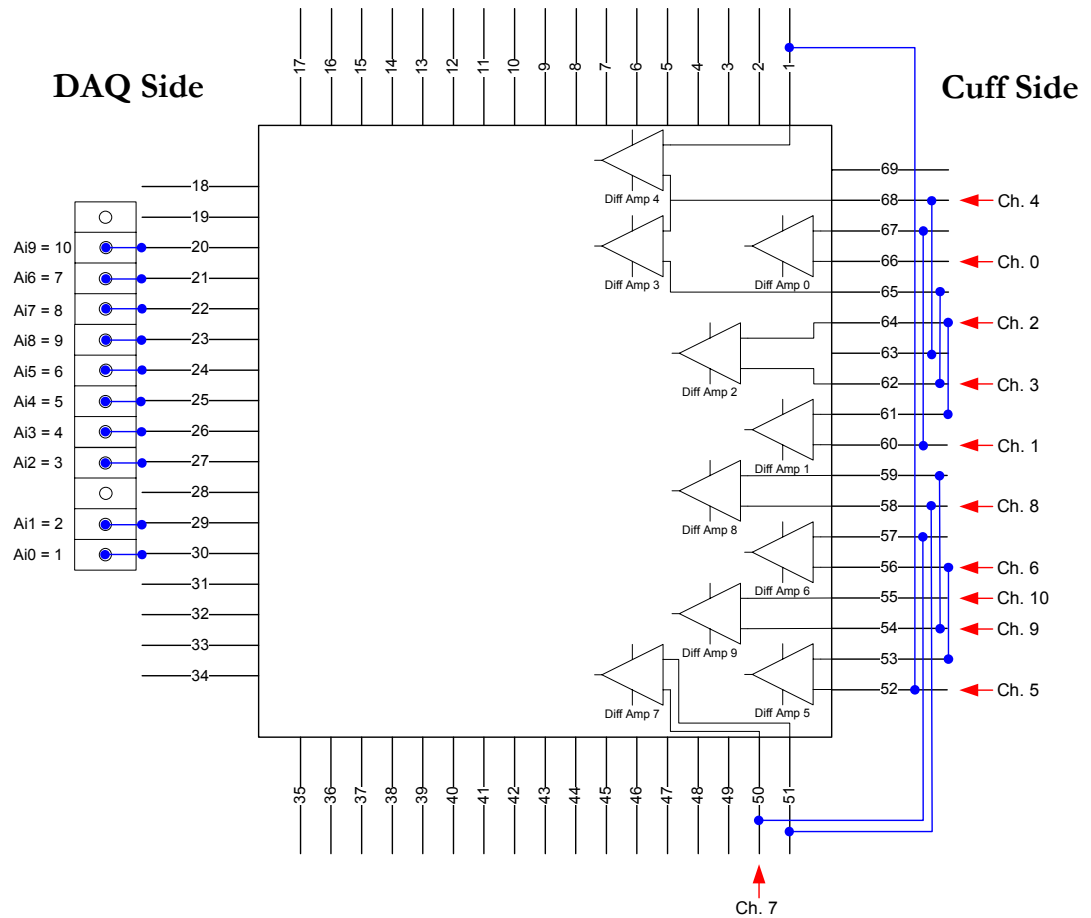 17 16 15 14 13 12 11 10 9 8 7 6 5 4 3 2 1
DAQ Side
Cuff Side
Diff Amp 4
69
18
68
Ch. 4
19
67
Ai9 = 10
20
Diff Amp 3
Diff Amp 0
66
Ch. 0
Ai6 = 7
21
65
Ai7 = 8
22
64
Ch. 2
Ai8 = 9
23
63
Ai5 = 6
24
Diff Amp 2
62
Ch. 3
Ai4 = 5
25
61
Ai3 = 4
26
60
Ch. 1
Ai2 = 3
27
Diff Amp 1
59
28
58
Ch. 8
Ai1 = 2
29
Diff Amp 8
57
Ai0 = 1
30
56
Ch. 6
31
Diff Amp 6
55
Ch. 10
32
54
Ch. 9
33
Diff Amp 9
53
34
52
Ch. 5
Diff Amp 7
Diff Amp 5
35 36 37 38 39 40 41 42 43 44 45 46 47 48 49 50 51
Ch. 7